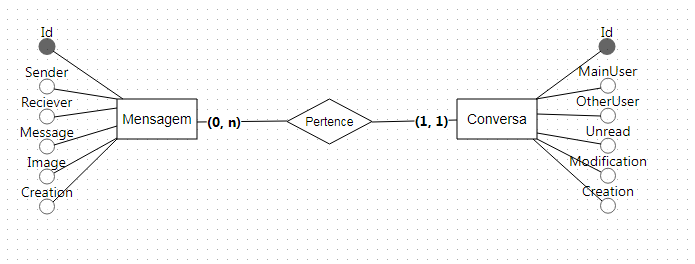 Id
Sender
Reciever
Message
Image
Creation
Mensagem
(0, n)
Pertence
(1, 1)
Conversa
Id
MainUser
OtherUser
Unread
Modification
Creation